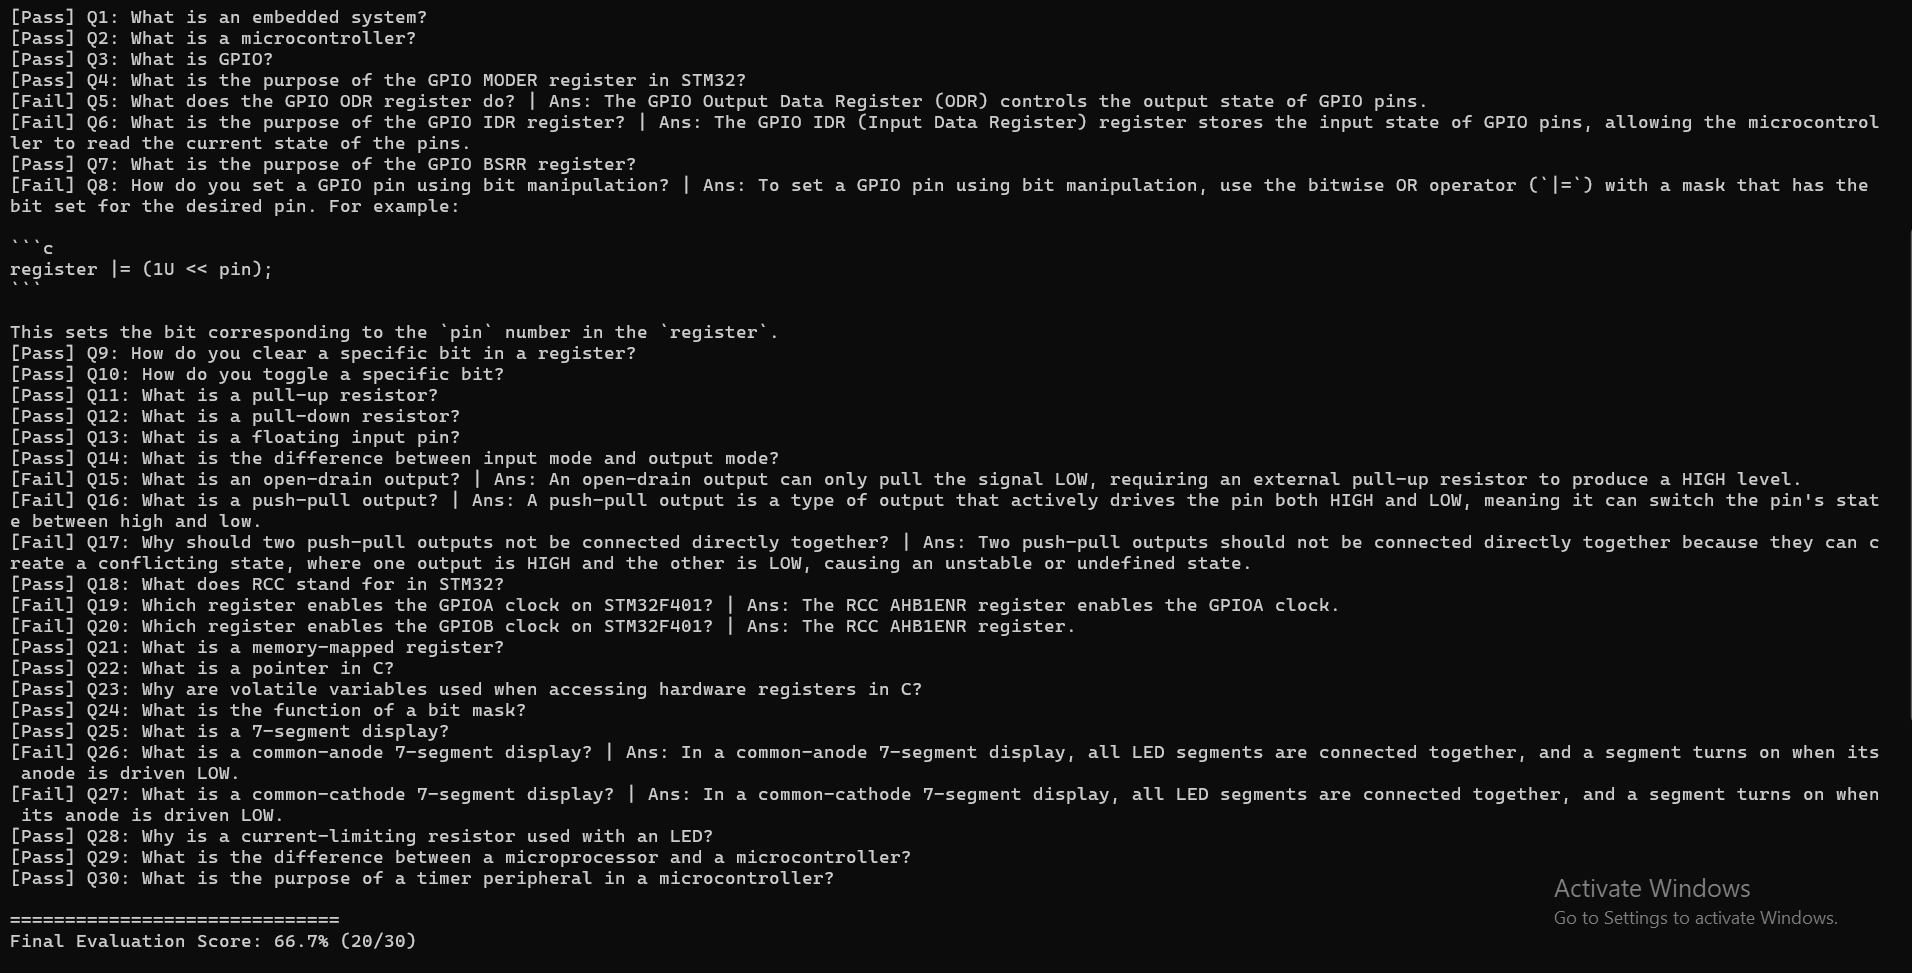 [Pass] Q1: What is an embedded system?
[Pass] Q2: What is a microcontroller?
[Pass] Q3: What is GPIO?
[Pass] Q4: What is the purpose of the GPIO MODER register in STM32?
[Fail] Q5: What does the GPIO ODR register do? | Ans: The GPIO Output Data Register (ODR) controls the output state of GPIO pins.
[Fail] Q6: What is the purpose of the GPIO IDR register? | Ans: The GPIO IDR (Input Data Register) register stores the input state of GPIO pins, allowing the microcontrol
ler to read the current state of the pins.
[Pass] Q7: What is the purpose of the GPIO BSRR register?
[Fail] Q8: How do you set a GPIO pin using bit manipulation? | Ans: To set a GPIO pin using bit manipulation, use the bitwise OR operator (`|=`) with a mask that has the
bit set for the desired pin. For example:
```c
register |= (1U << pin);
```
This sets the bit corresponding to the `pin` number in the `register`.
[Pass] Q9: How do you clear a specific bit in a register?
[Pass] Q10: How do you toggle a specific bit?
[Pass] Q11: What is a pull-up resistor?
[Pass] Q12: What is a pull-down resistor?
[Pass] Q13: What is a floating input pin?
[Pass] Q14: What is the difference between input mode and output mode?
[Fail] Q15: What is an open-drain output? | Ans: An open-drain output can only pull the signal LOW, requiring an external pull-up resistor to produce a HIGH level.
[Fail] Q16: What is a push-pull output? | Ans: A push-pull output is a type of output that actively drives the pin both HIGH and LOW, meaning it can switch the pin's stat
e between high and low.
[Fail] Q17: Why should two push-pull outputs not be connected directly together? | Ans: Two push-pull outputs should not be connected directly together because they can c
reate a conflicting state, where one output is HIGH and the other is LOW, causing an unstable or undefined state.
[Pass] Q18: What does RCC stand for in STM32?
[Fail] Q19: Which register enables the GPIOA clock on STM32F401? | Ans: The RCC AHB1ENR register enables the GPIOA clock.
[Fail] Q20: Which register enables the GPIOB clock on STM32F401? | Ans: The RCC AHB1ENR register.
[Pass] Q21: What is a memory-mapped register?
[Pass] Q22: What is a pointer in C?
[Pass] Q23: Why are volatile variables used when accessing hardware registers in C?
[Pass] Q24: What is the function of a bit mask?
[Pass] Q25: What is a 7-segment display?
[Fail] Q26: What is a common-anode 7-segment display? | Ans: In a common-anode 7-segment display, all LED segments are connected together, and a segment turns on when its
anode is driven LOW.
[Fail] Q27: What is a common-cathode 7-segment display? | Ans: In a common-cathode 7-segment display, all LED segments are connected together, and a segment turns on when
its anode is driven LOW.
[Pass] Q28: Why is a current-limiting resistor used with an LED?
[Pass] Q29: What is the difference between a microprocessor and a microcontroller?
[Pass] Q30: What is the purpose of a timer peripheral in a microcontroller?
==============================
Final Evaluation Score: 66.7% (20/30)
Activate Windows
Go to Settings to activate Windows.